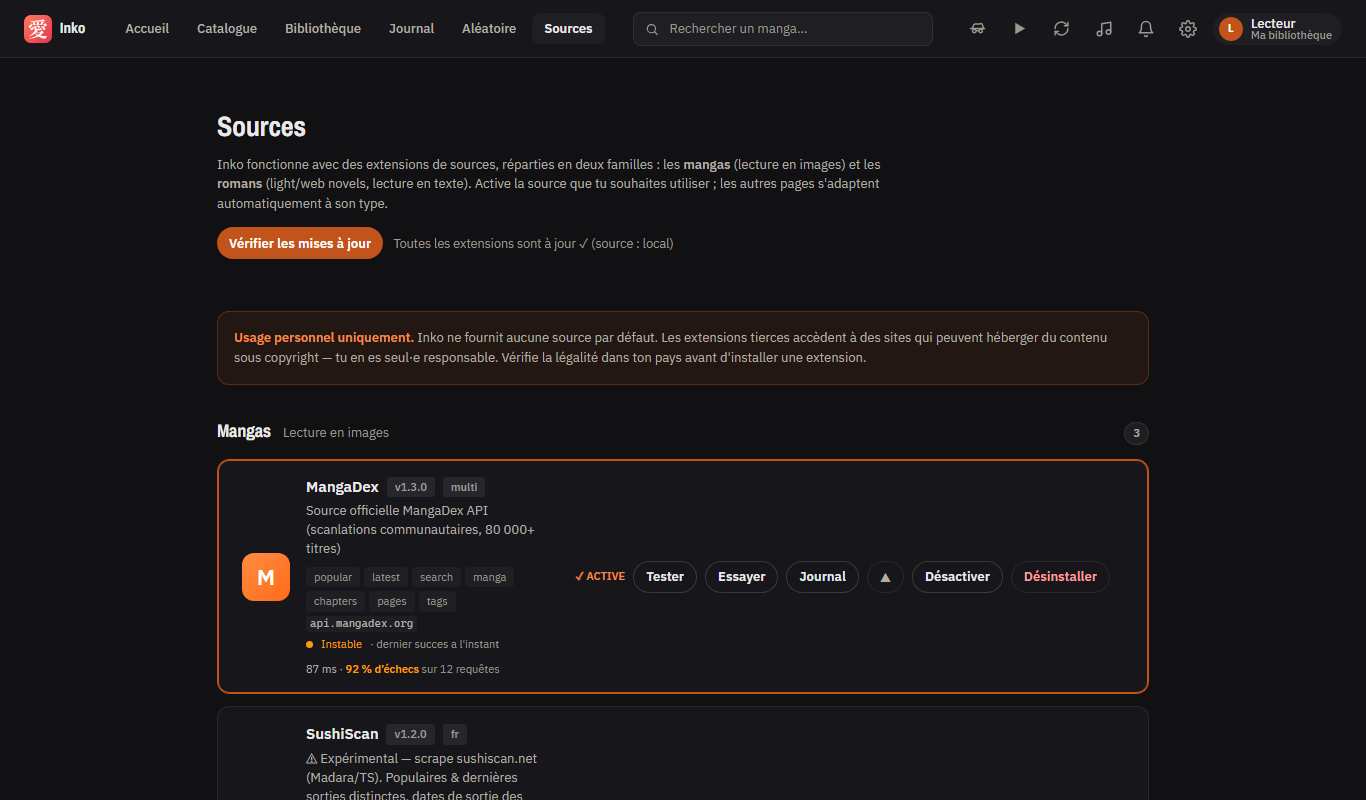 愛 Inko Accueil Catalogue Bibliothèque Journal Aléatoire Sources Rechercher un manga... L Lecteur
Ma bibliothèque
Sources
Inko fonctionne avec des extensions de sources, réparties en deux familles : les mangas (lecture en images) et les
romans (light/web novels, lecture en texte). Active la source que tu souhaites utiliser ; les autres pages s'adaptent
automatiquement à son type.
Vérifier les mises à jour Toutes les extensions sont à jour ✓ (source : local)
Usage personnel uniquement. Inko ne fournit aucune source par défaut. Les extensions tierces accèdent à des sites qui peuvent héberger du contenu
sous copyright — tu en es seul·e responsable. Vérifie la légalité dans ton pays avant d'installer une extension.
Mangas Lecture en images 3
MangaDex v1.3.0 multi
Source officielle MangaDex API
(scanlations communautaires, 80 000+
titres)
M
popular latest search manga
✓ ACTIVE Tester Essayer Journal ▲ Désactiver Désinstaller
chapters pages tags
api.mangadex.org
Instable · dernier succes a l'instant
87 ms · 92 % d'échecs sur 12 requêtes
SushiScan v1.2.0 fr
⚠ Expérimental — scrape sushiscan.net
(Madara/TS). Populaires & dernières
sorties distinctes, dates de sortie des